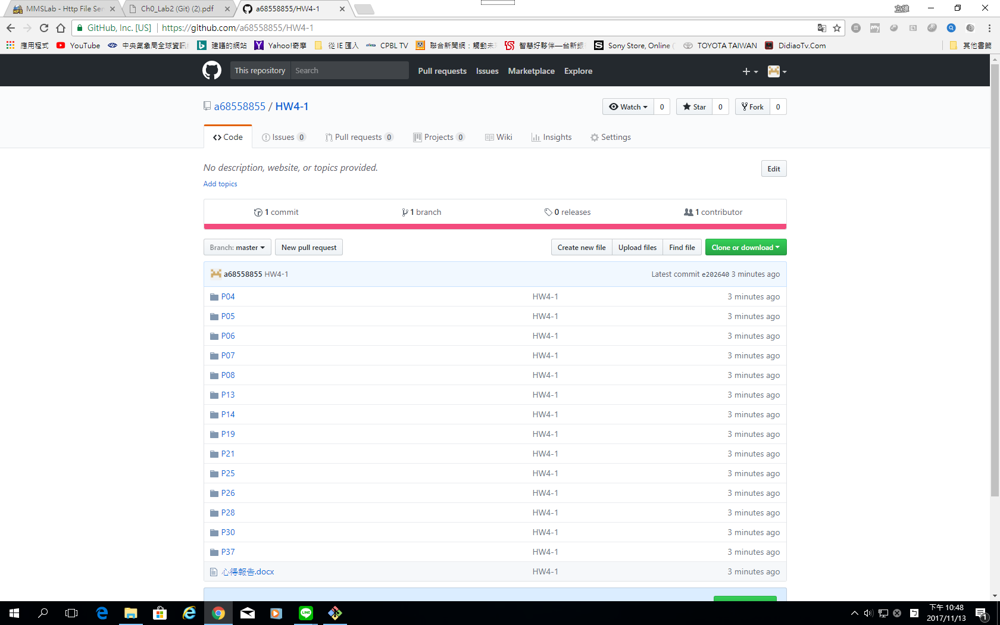 MMSLab - Http File Ser
Ch0_Lab2 (Git) (2).pdf
a68558855/HW4-1
立維
GitHub, Inc. [US]
https://github.com/a68558855/HW4-1
應用程式
YouTube
中央氣象局全球資訊
建議的網站
Yahoo!奇摩
從 IE 匯入
CPBL TV
聯合新聞網：觸動未
智慧好夥伴—台新銀
Sony Store, Online (
TOYOTA TAIWAN
DidiaoTv.Com
其他書籤
This repository
Search
Pull requests
Issues
Marketplace
Explore
a68558855 / HW4-1
Watch 0
Star 0
Fork 0
Code
Issues 0
Pull requests 0
Projects 0
Wiki
Insights
Settings
No description, website, or topics provided.
Edit
Add topics
1 commit
1 branch
0 releases
1 contributor
Branch: master
New pull request
Create new file
Upload files
Find file
Clone or download
a68558855 HW4-1
Latest commit e202640 3 minutes ago
P04 HW4-1 3 minutes ago
P05 HW4-1 3 minutes ago
P06 HW4-1 3 minutes ago
P07 HW4-1 3 minutes ago
P08 HW4-1 3 minutes ago
P13 HW4-1 3 minutes ago
P14 HW4-1 3 minutes ago
P19 HW4-1 3 minutes ago
P21 HW4-1 3 minutes ago
P25 HW4-1 3 minutes ago
P26 HW4-1 3 minutes ago
P28 HW4-1 3 minutes ago
P30 HW4-1 3 minutes ago
P37 HW4-1 3 minutes ago
心得報告.docx HW4-1 3 minutes ago
下午 10:48
2017/11/13
1